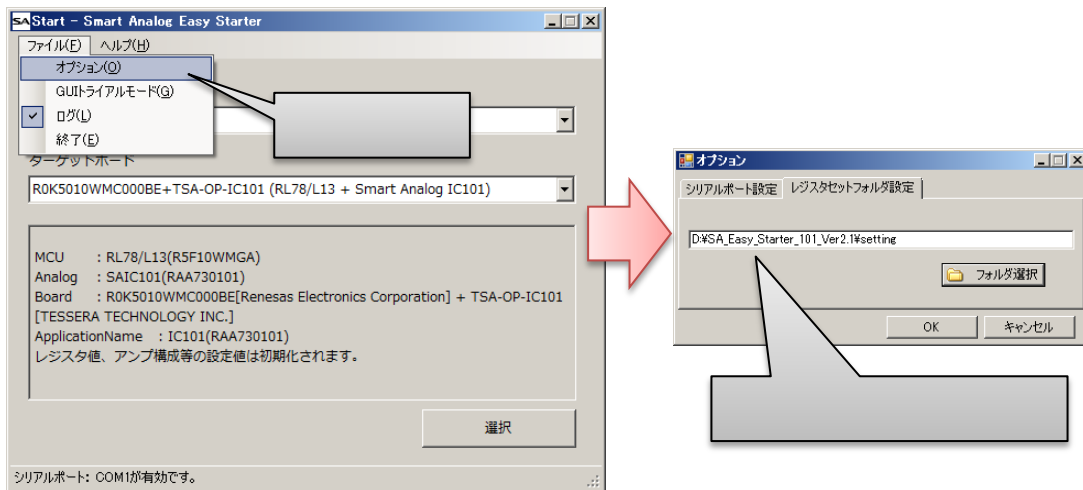 SAStart - Smart Analog Easy Starter
ファイル(F) ヘルプ(H)
オプション(O)
GUIトライアルモード(G)
ログ(L)
終了(E)
ターゲットボード
R0K5010WMC000BE+TSA-OP-IC101 (RL78/L13 + Smart Analog IC101)
MCU : RL78/L13(R5F10WMGA)
Analog : SAIC101(RAA730101)
Board : R0K5010WMC000BE[Renesas Electronics Corporation] + TSA-OP-IC101
[TESSERA TECHNOLOGY INC.]
ApplicationName : IC101(RAA730101)
レジスタ値、アンプ構成等の設定値は初期化されます。
選択
シリアルポート: COM1が有効です。
オプション
シリアルポート設定 レジスタセットフォルダ設定
D:¥SA_Easy_Starter_101_Ver2.1¥setting
フォルダ選択
OK キャンセル